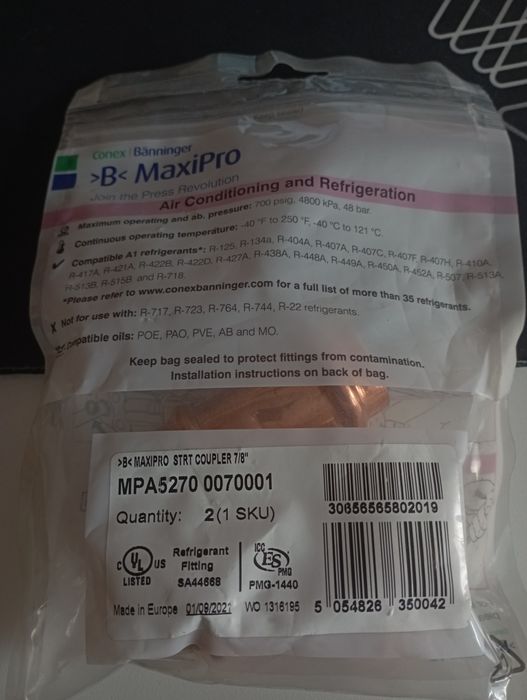 Conex | Bänninger
>B< MaxiPro
Join the Press Revolution
Air Conditioning and Refrigeration
Maximum operating and ab. pressure: 700 psig, 4800 kPa, 48 bar.
Continuous operating temperature: -40 °F to 250 °F, -40 °C to 121 °C
Compatible A1 refrigerants*: R-125, R-134a, R-404A, R-407A, R-407C, R-407F, R-407H, R-410A,
R-417A, R-421A, R-422B, R-422D, R-427A, R-438A, R-448A, R-449A, R-450A, R-452A, R-507, R-513A,
R-513B, R-515B and R-718.
*Please refer to www.conexbanninger.com for a full list of more than 35 refrigerants.
X Not for use with: R-717, R-723, R-764, R-744, R-22 refrigerants.
Compatible oils: POE, PAO, PVE, AB and MO.
Keep bag sealed to protect fittings from contamination.
Installation instructions on back of bag.
>B< MAXIPRO STRT COUPLER 7/8"
MPA5270 0070001
Quantity: 2 (1 SKU)
30656565802019
C UL US
LISTED
Refrigerant
Fitting
SA44668
ICC
ES
PMG
PMG-1440
Made in Europe 01/09/2021 WO 1316195
5 054826 350042